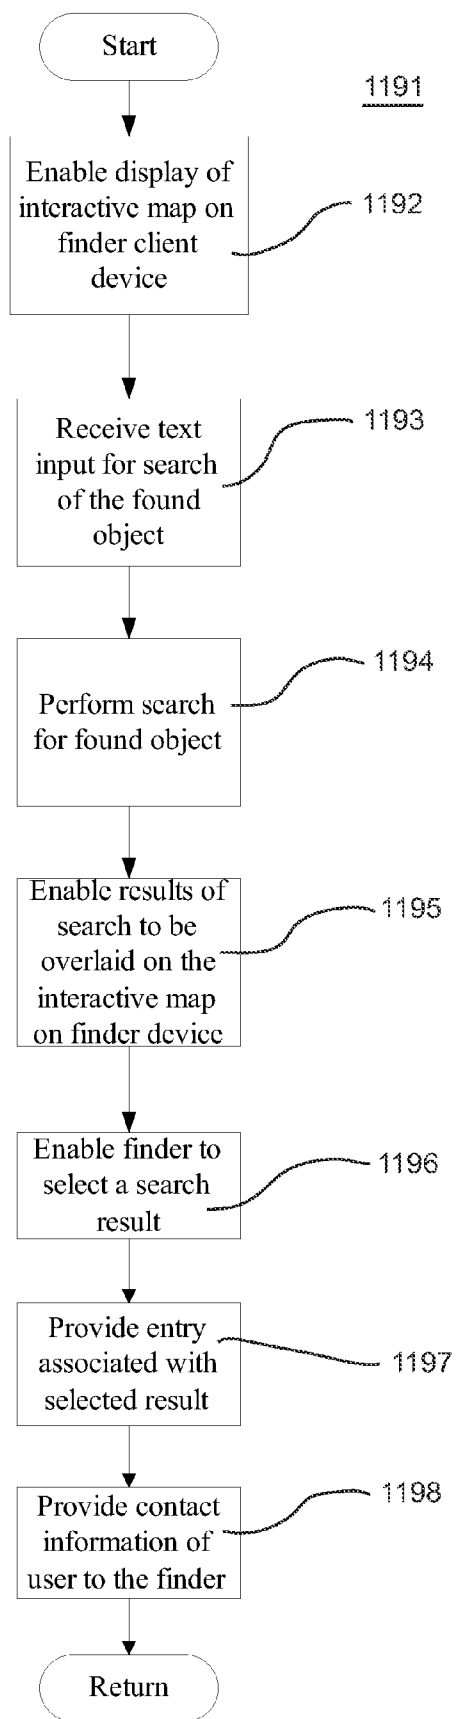 Start
1191
Enable display of
interactive map on
finder client
device
1192
Receive text
input for search
of the found
object
1193
Perform search
for found object
1194
Enable results of
search to be
overlaid on the
interactive map
on finder device
1195
Enable finder to
select a search
result
1196
Provide entry
associated with
selected result
1197
Provide contact
information of
user to the finder
1198
Return